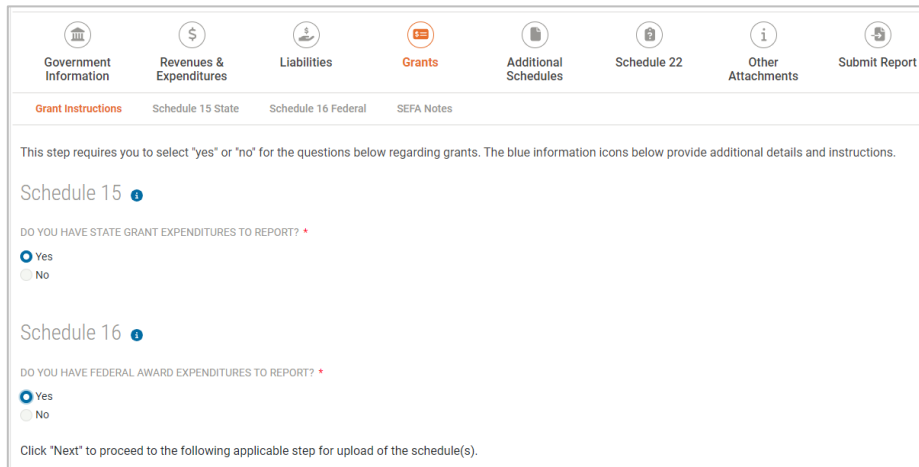 Government Information
Revenues & Expenditures
Liabilities
Grants
Additional Schedules
Schedule 22
Other Attachments
Submit Report
Grant Instructions
Schedule 15 State
Schedule 16 Federal
SEFA Notes
This step requires you to select "yes" or "no" for the questions below regarding grants. The blue information icons below provide additional details and instructions.
Schedule 15
DO YOU HAVE STATE GRANT EXPENDITURES TO REPORT? *
Yes
No
Schedule 16
DO YOU HAVE FEDERAL AWARD EXPENDITURES TO REPORT? *
Yes
No
Click "Next" to proceed to the following applicable step for upload of the schedule(s).